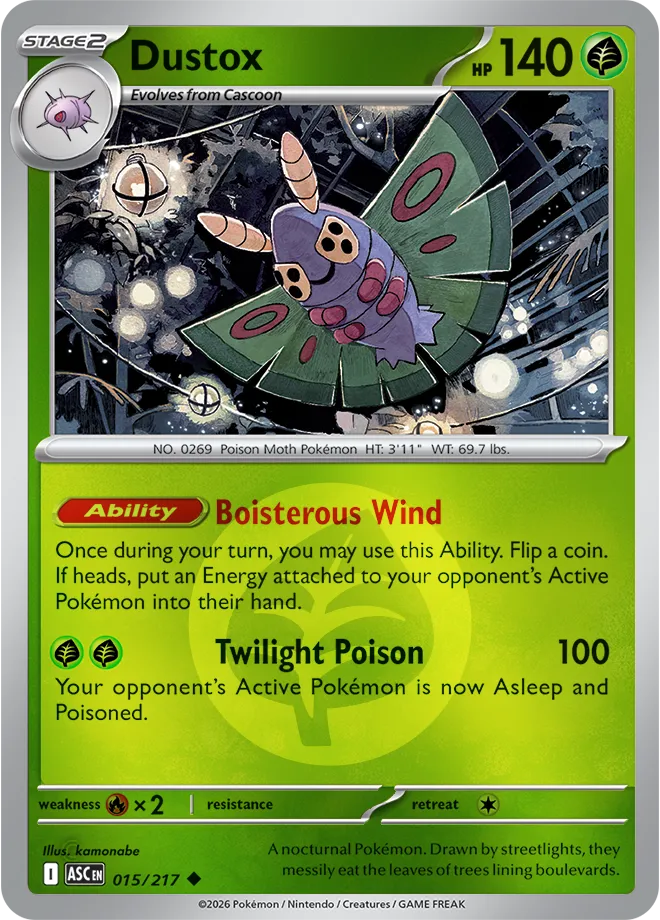 STAGE2
Dustox
HP 140
Evolves from Cascoon
NO. 0269 Poison Moth Pokémon HT: 3'11" WT: 69.7 lbs.
Ability Boisterous Wind
Once during your turn, you may use this Ability. Flip a coin.
If heads, put an Energy attached to your opponent's Active
Pokémon into their hand.
Twilight Poison 100
Your opponent's Active Pokémon is now Asleep and
Poisoned.
weakness ×2 resistance retreat
Illus. kamonabe
A nocturnal Pokémon. Drawn by streetlights, they
messily eat the leaves of trees lining boulevards.
I ASC EN 015/217
©2026 Pokémon / Nintendo / Creatures / GAME FREAK